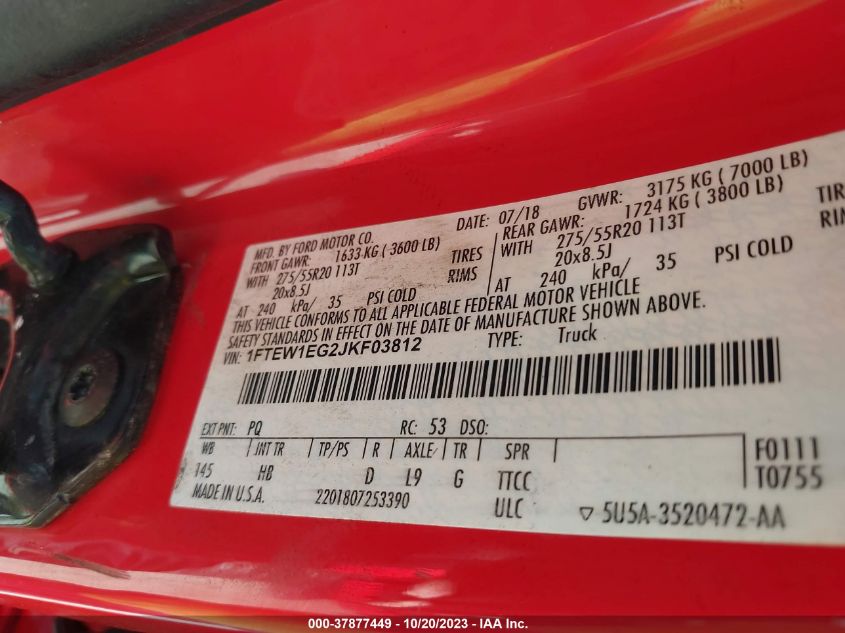 MFD. BY FORD MOTOR CO.
DATE: 07/18 GVWR: 3175 KG ( 7000 LB)
FRONT GAWR: 1633 KG ( 3600 LB)
REAR GAWR: 1724 KG ( 3800 LB)
WITH 275/55R20 113T TIRES
WITH 275/55R20 113T TIRE
20x8.5J RIMS
20x8.5J RIMS
AT 240 kPa/ 35 PSI COLD
AT 240 kPa/ 35 PSI COLD
THIS VEHICLE CONFORMS TO ALL APPLICABLE FEDERAL MOTOR VEHICLE
SAFETY STANDARDS IN EFFECT ON THE DATE OF MANUFACTURE SHOWN ABOVE.
VIN: 1FTEW1EG2JKF03812 TYPE: Truck
EXT PNT: PQ RC: 53 DSO:
WB INT TR TP/PS R AXLE TR SPR F0111
145 HB D L9 G TTCC T0755
MADE IN U.S.A. 2201807253390 ULC ▽ 5U5A-3520472-AA
000-37877449 - 10/20/2023 - IAA Inc.